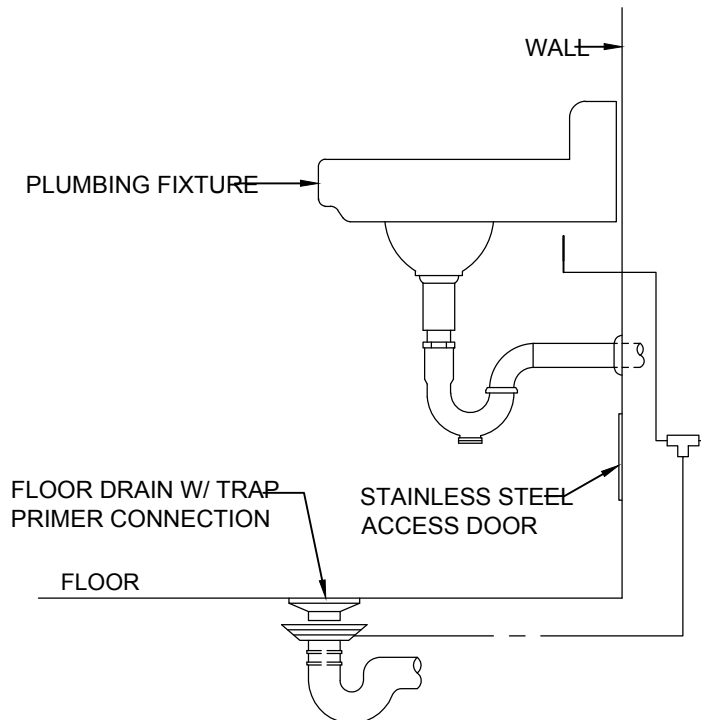 WALL
PLUMBING FIXTURE
FLOOR DRAIN W/ TRAP
PRIMER CONNECTION
STAINLESS STEEL
ACCESS DOOR
FLOOR